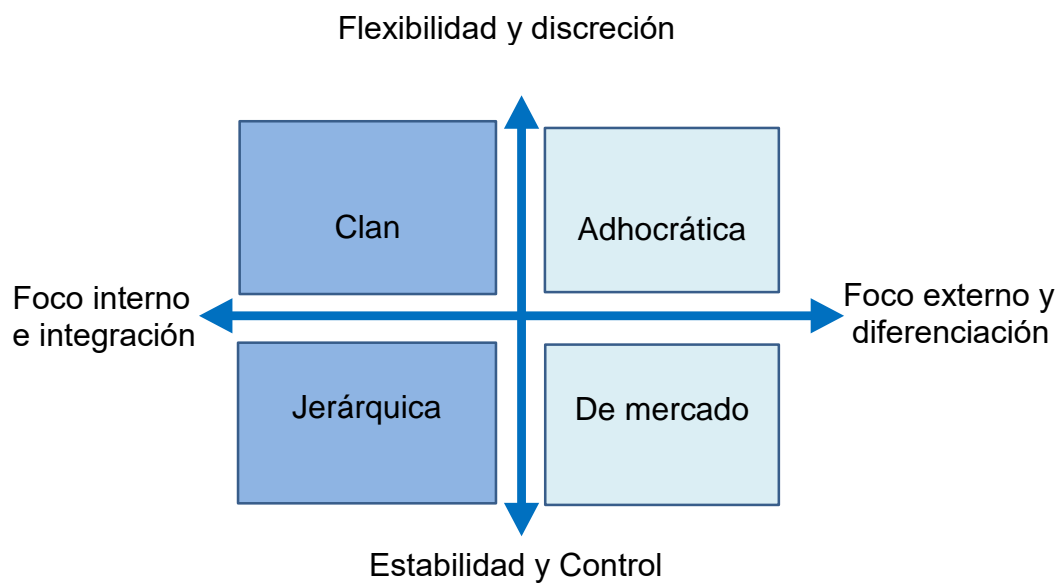 Flexibilidad y discreción
Clan
Adhocrática
Foco interno
e integración
Foco externo y
diferenciación
Jerárquica
De mercado
Estabilidad y Control